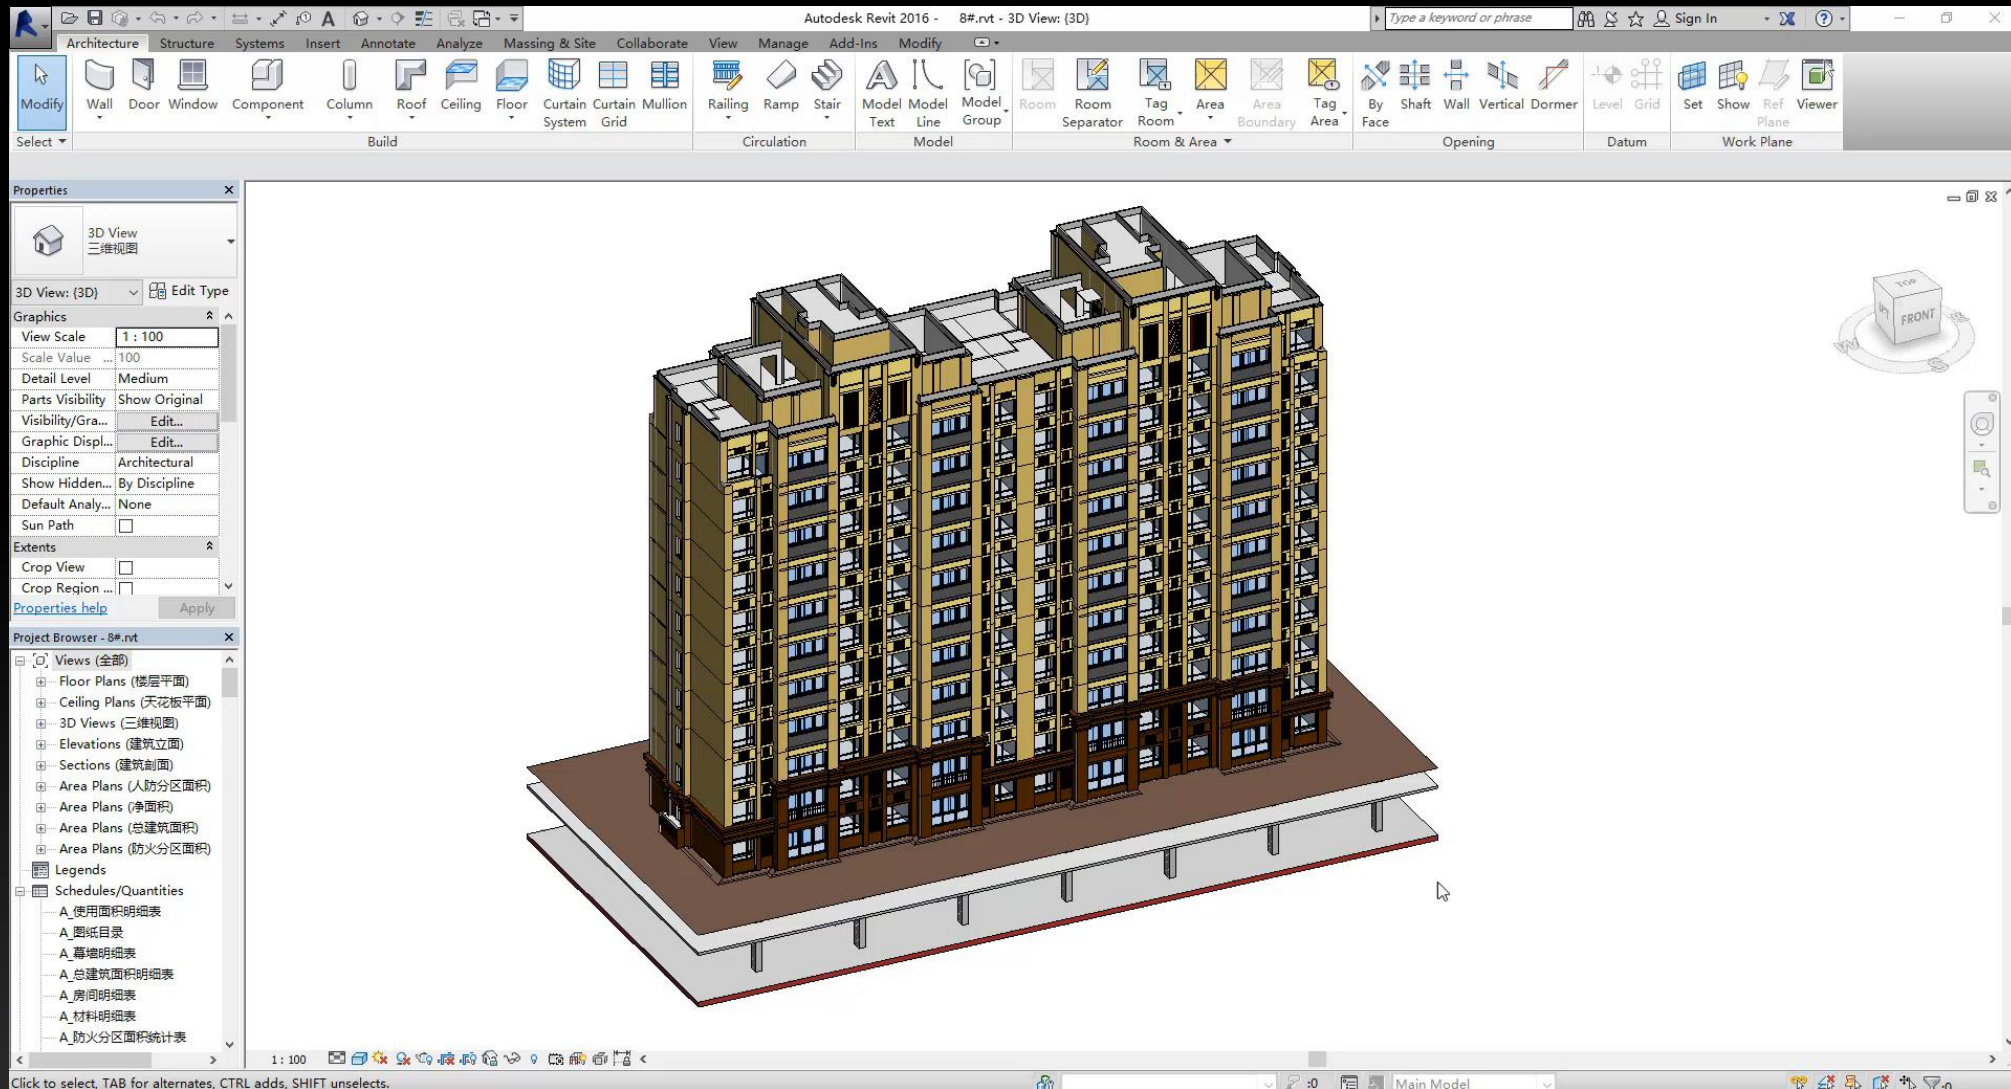 Autodesk Revit 2016 - 8#.rvt - 3D View: {3D}
Type a keyword or phrase
Sign In
Architecture Structure Systems Insert Annotate Analyze Massing & Site Collaborate View Manage Add-Ins Modify
Modify Wall Door Window Component Column Roof Ceiling Floor Curtain System Curtain Grid Mullion Railing Ramp Stair Model Text Model Line Model Group Room Room Separator Tag Room Area Area Boundary Tag Area By Face Shaft Wall Vertical Dormer Level Grid Set Show Ref Plane Viewer
Select Build Circulation Model Room & Area Opening Datum Work Plane
Properties
3D View
三维视图
3D View: {3D} Edit Type
Graphics
View Scale 1 : 100
Scale Value ... 100
Detail Level Medium
Parts Visibility Show Original
Visibility/Gra... Edit...
Graphic Displ... Edit...
Discipline Architectural
Show Hidden... By Discipline
Default Analy... None
Sun Path
Extents
Crop View
Crop Region ...
Properties help Apply
Project Browser - 8#.rvt
Views (全部)
Floor Plans (楼层平面)
Ceiling Plans (天花板平面)
3D Views (三维视图)
Elevations (建筑立面)
Sections (建筑剖面)
Area Plans (人防分区面积)
Area Plans (净面积)
Area Plans (总建筑面积)
Area Plans (防火分区面积)
Legends
Schedules/Quantities
A_使用面积明细表
A_图纸目录
A_幕墙明细表
A_总建筑面积明细表
A_房间明细表
A_材料明细表
A_防火分区面积统计表
TOP
FRONT
S
1 : 100
Click to select, TAB for alternates, CTRL adds, SHIFT unselects.
:0
Main Model
:0